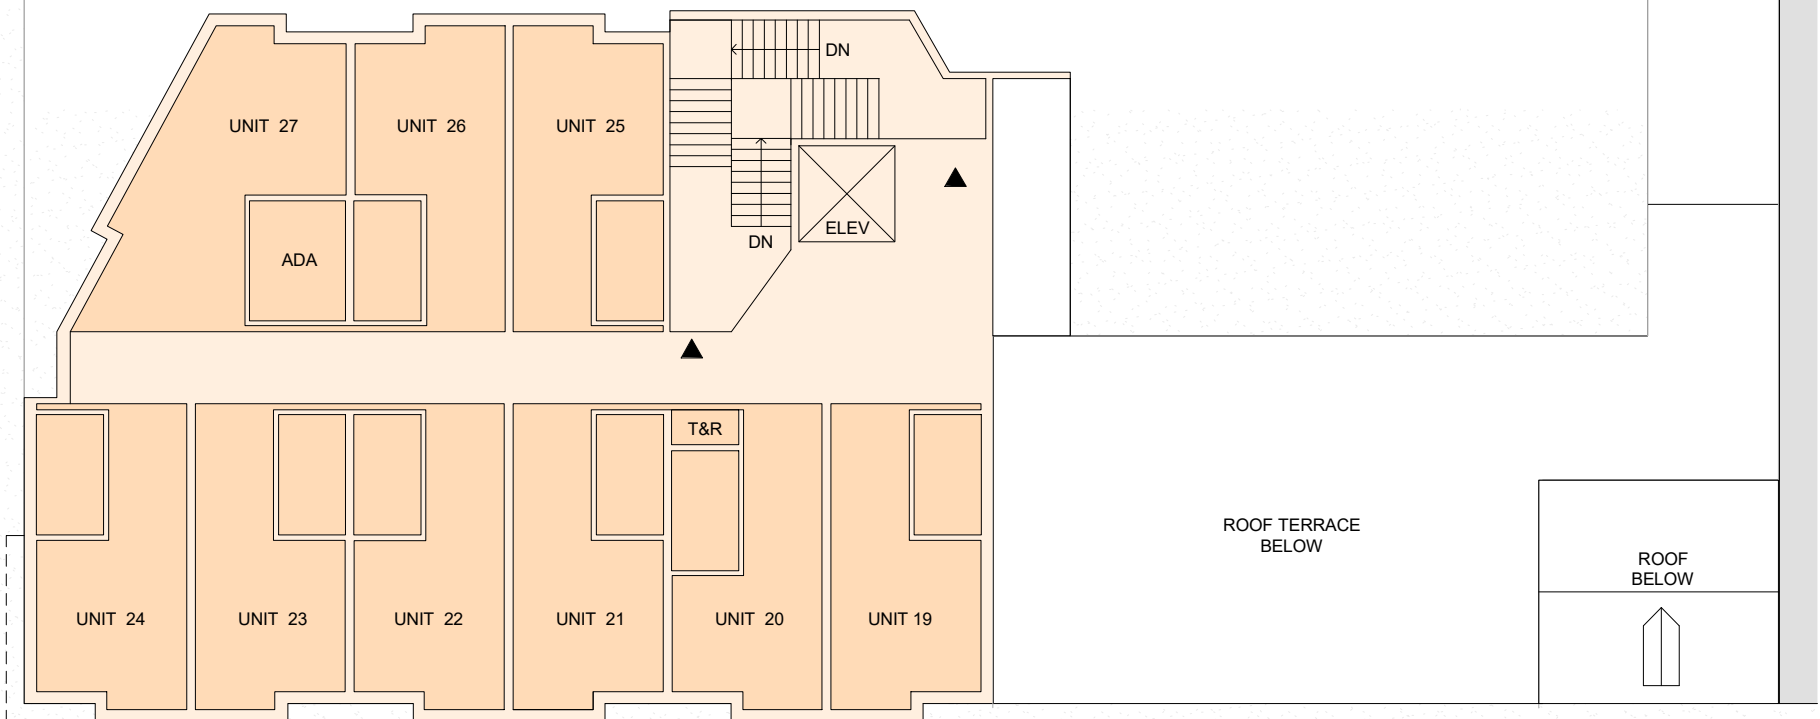 DN
UNIT 27
UNIT 26
UNIT 25
ELEV
DN
ADA
T&R
ROOF TERRACE
BELOW
ROOF
BELOW
UNIT 24
UNIT 23
UNIT 22
UNIT 21
UNIT 20
UNIT 19